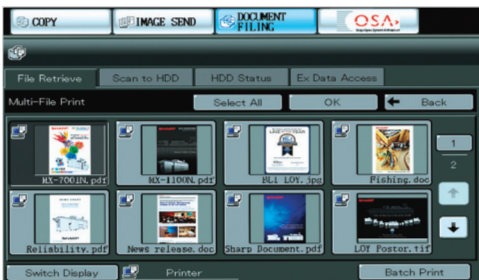 COPY
IMAGE SEND
DOCUMENT
FILING
OSA
File Retrieve
Scan to HDD
HDD Status
Ex Data Access
Multi-File Print
Select All
OK
Back
MX-7001N.pdf
MX-1100N.pdf
BLI LOY.jpg
Fishing.doc
1
2
Reliability.pdf
News release.doc
Sharp Document.pdf
LOY Postor.tif
Switch Display
Printer
Batch Print